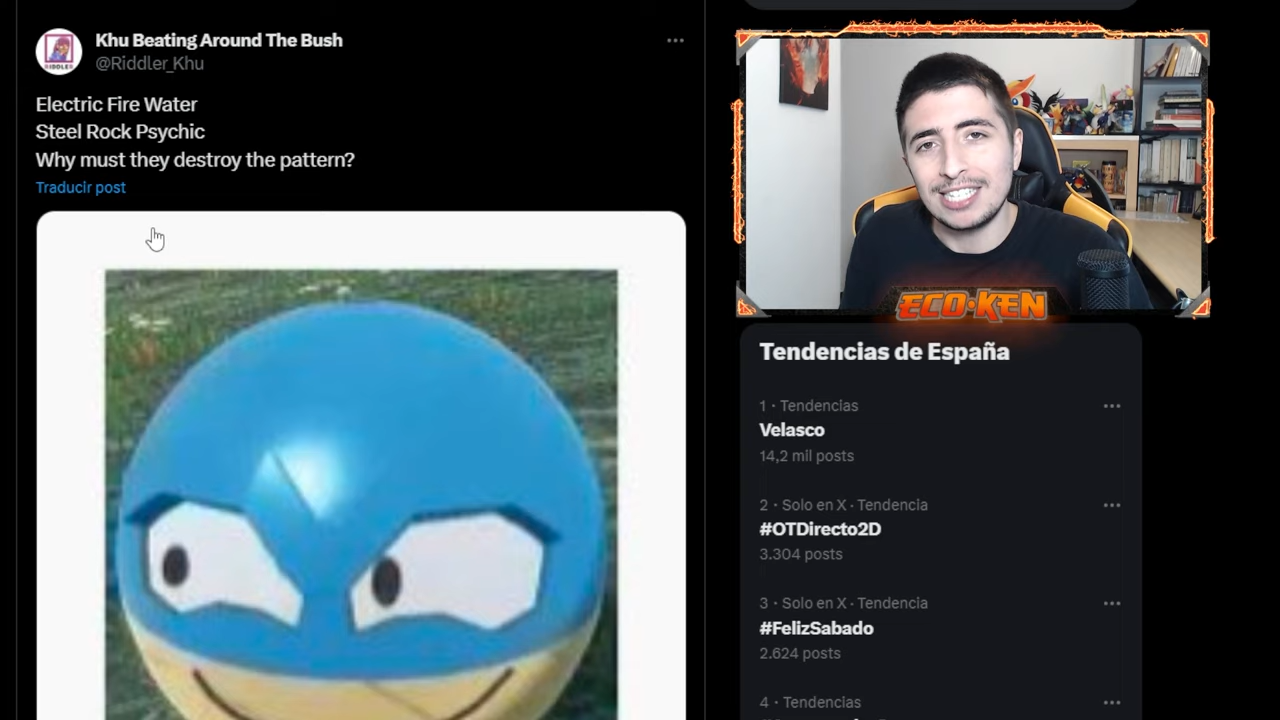 Khu Beating Around The Bush
@Riddler_Khu
Electric Fire Water
Steel Rock Psychic
Why must they destroy the pattern?
Traducir post
RIDDLER
ECO·KEN
Tendencias de España
1 · Tendencias
Velasco
14,2 mil posts
2 · Solo en X · Tendencia
#OTDirecto2D
3.304 posts
3 · Solo en X · Tendencia
#FelizSabado
2.624 posts
4 · Tendencias